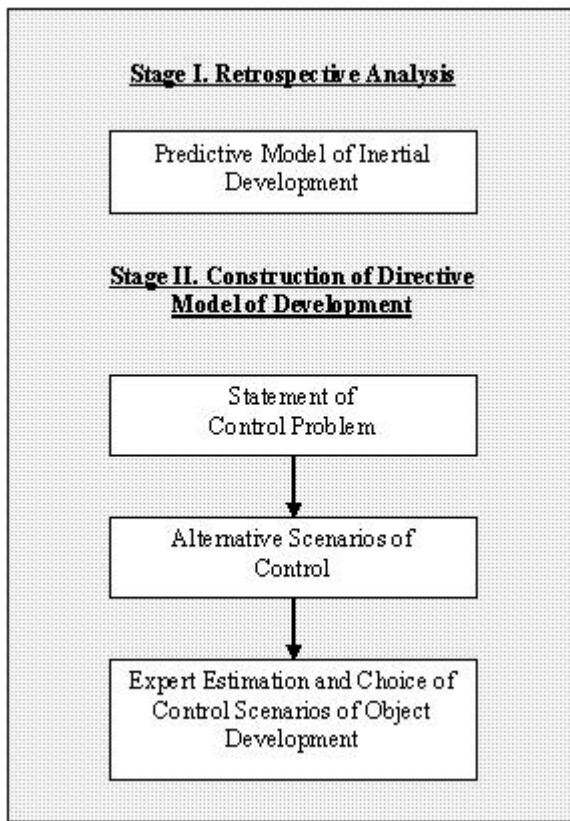 Stage I. Retrospective Analysis
Predictive Model of Inertial
Development
Stage II. Construction of Directive
Model of Development
Statement of
Control Problem
Alternative Scenarios of
Control
Expert Estimation and Choice of
Control Scenarios of Object
Development